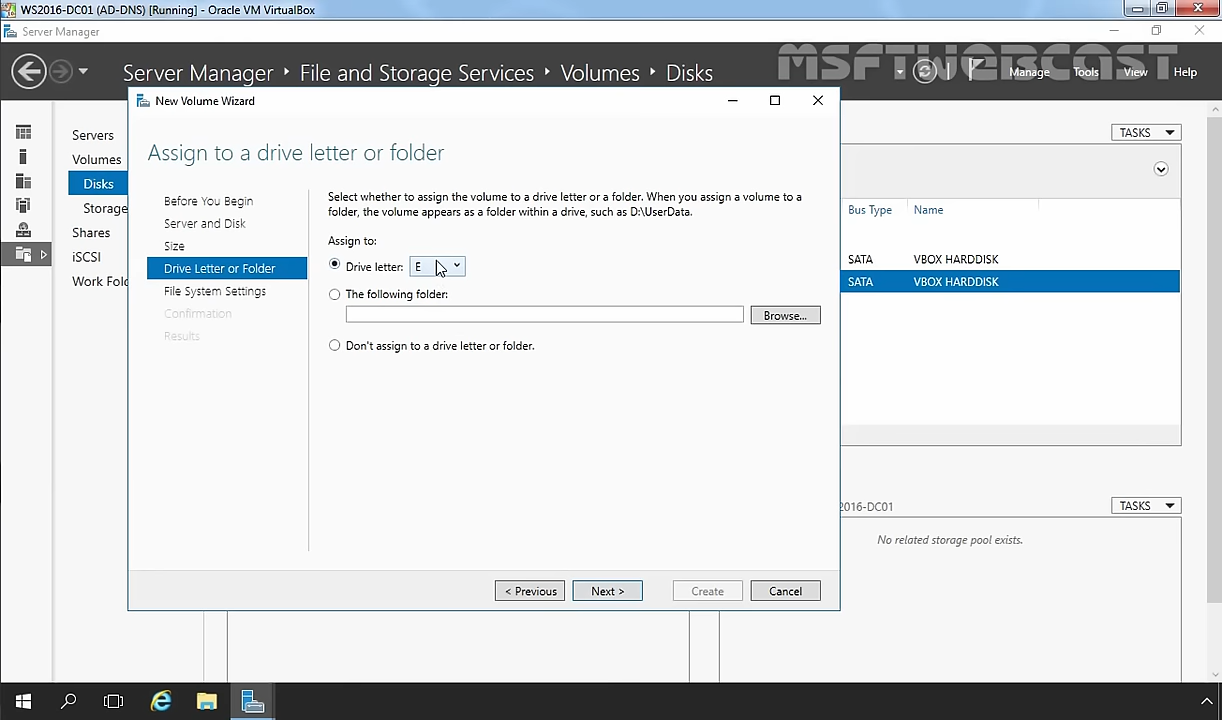 WS2016-DC01 (AD-DNS) [Running] - Oracle VM VirtualBox
Server Manager
Server Manager File and Storage Services Volumes Disks
MSFTWEBCAST
Manage Tools View Help
New Volume Wizard
Assign to a drive letter or folder
Servers
Volumes
Disks
Storage
Shares
iSCSI
Work Fold
Before You Begin
Server and Disk
Size
Drive Letter or Folder
File System Settings
Confirmation
Results
Select whether to assign the volume to a drive letter or a folder. When you assign a volume to a
folder, the volume appears as a folder within a drive, such as D:\UserData.
Assign to:
Drive letter: E
The following folder:
Browse...
Don't assign to a drive letter or folder.
< Previous Next > Create Cancel
TASKS
Bus Type Name
SATA VBOX HARDDISK
SATA VBOX HARDDISK
2016-DC01 TASKS
No related storage pool exists.